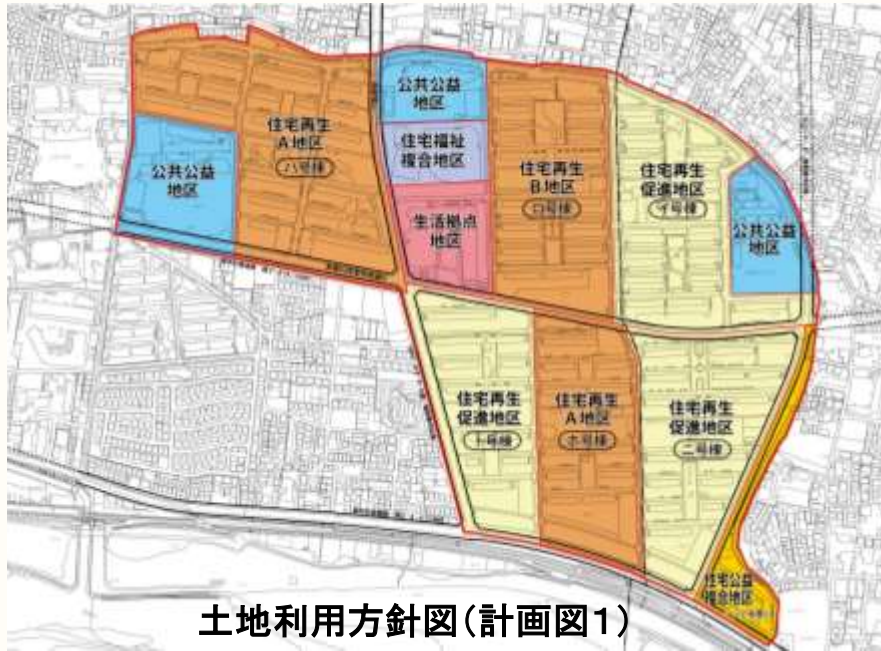 公共公益
地区
住宅再生
A地区
ハ号棟
住宅福祉
複合地区
住宅再生
B地区
ロ号棟
住宅再生
促進地区
イ号棟
公共公益
地区
生活拠点
地区
公共公益
地区
住宅再生
促進地区
ト号棟
住宅再生
A地区
ホ号棟
住宅再生
促進地区
ニ号棟
住宅公益
複合地区
土地利用方針図(計画図1)